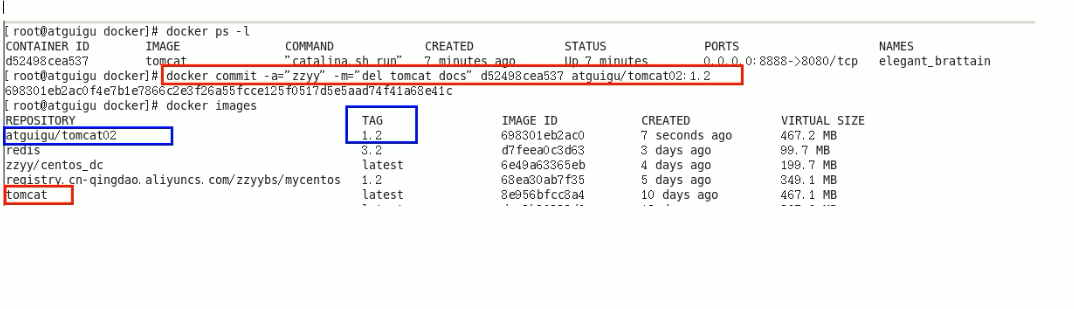 [root@atguigu docker]# docker ps -l
CONTAINER ID IMAGE COMMAND CREATED STATUS PORTS NAMES
d52498cea537 tomcat "catalina.sh run" 7 minutes ago Up 7 minutes 0.0.0.0:8888->8080/tcp elegant_brattain
[root@atguigu docker]# docker commit -a="zzyy" -m="del tomcat docs" d52498cea537 atguigu/tomcat02:1.2
698301eb2ac0f4e7b1e7866c2e3f26a55fcce125f0517d5e5aad74f41a68e41c
[root@atguigu docker]# docker images
REPOSITORY TAG IMAGE ID CREATED VIRTUAL SIZE
atguigu/tomcat02 1.2 698301eb2ac0 7 seconds ago 467.2 MB
redis 3.2 d7feea0c3d63 3 days ago 99.7 MB
zzyy/centos_dc latest 6e49a63365eb 4 days ago 199.7 MB
registry.cn-qingdao.aliyuncs.com/zzyybs/mycentos 1.2 68ea30ab7f35 5 days ago 349.1 MB
tomcat latest 8e956bfcc8a4 10 days ago 467.1 MB